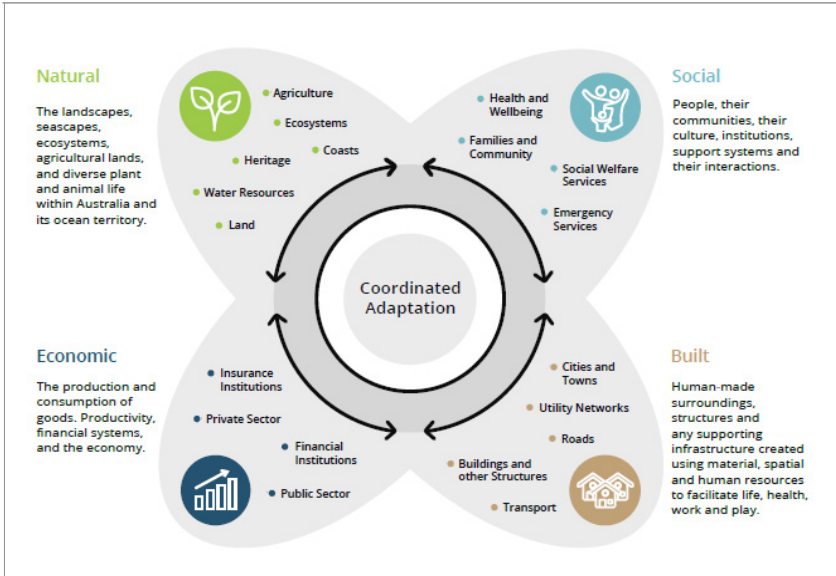 Natural
The landscapes,
seascapes,
ecosystems,
agricultural lands,
and diverse plant
and animal life
within Australia and
its ocean territory.
Agriculture
Ecosystems
Coasts
Heritage
Water Resources
Land
Social
People, their
communities, their
culture, institutions,
support systems and
their interactions.
Health and
Wellbeing
Families and
Community
Social Welfare
Services
Emergency
Services
Coordinated
Adaptation
Economic
The production and
consumption of
goods. Productivity,
financial systems,
and the economy.
Insurance
Institutions
Private Sector
Financial
Institutions
Public Sector
Built
Human-made
surroundings,
structures and
any supporting
infrastructure created
using material, spatial
and human resources
to facilitate life, health,
work and play.
Cities and
Towns
Utility Networks
Roads
Buildings and
other Structures
Transport